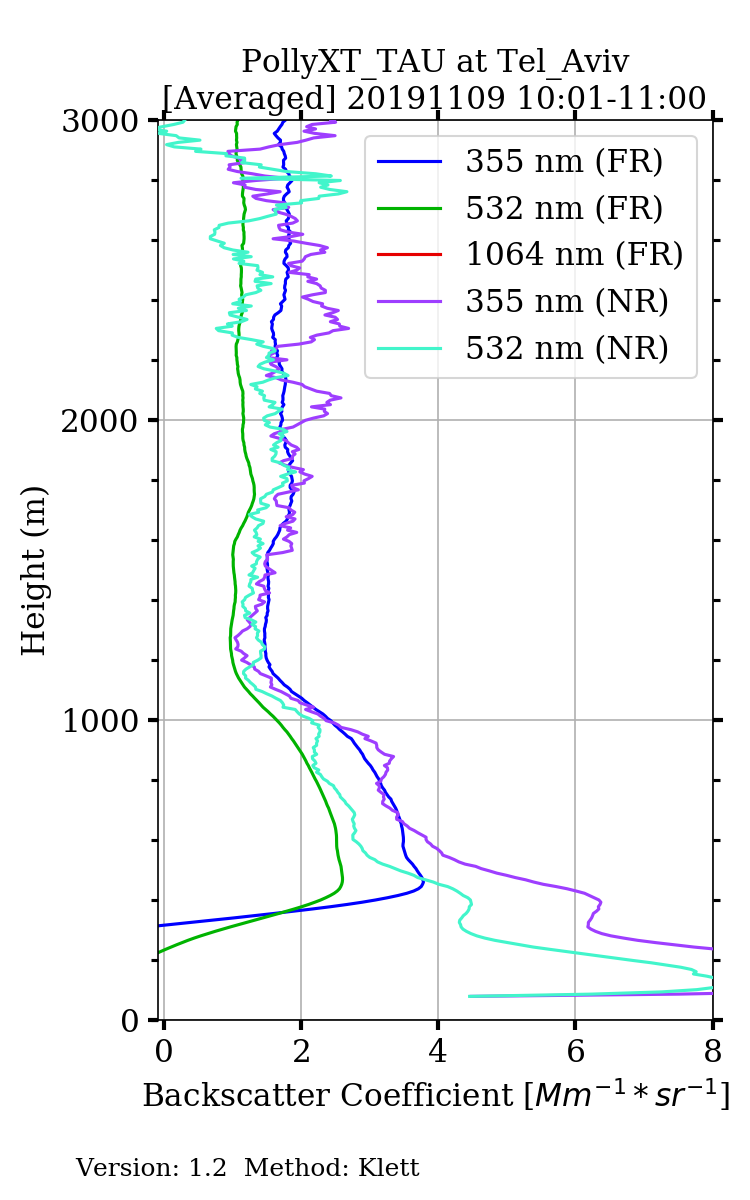 PollyXT_TAU at Tel_Aviv
[Averaged] 20191109 10:01-11:00
3000
2000
1000
0
Height (m)
355 nm (FR)
532 nm (FR)
1064 nm (FR)
355 nm (NR)
532 nm (NR)
0 2 4 6 8
Backscatter Coefficient [Mm⁻¹*sr⁻¹]
Version: 1.2 Method: Klett